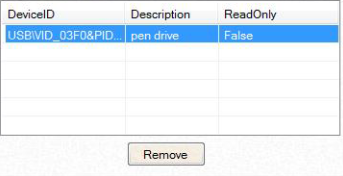 DeviceID Description ReadOnly
USB\VID_03F0&PID... pen drive False
Remove